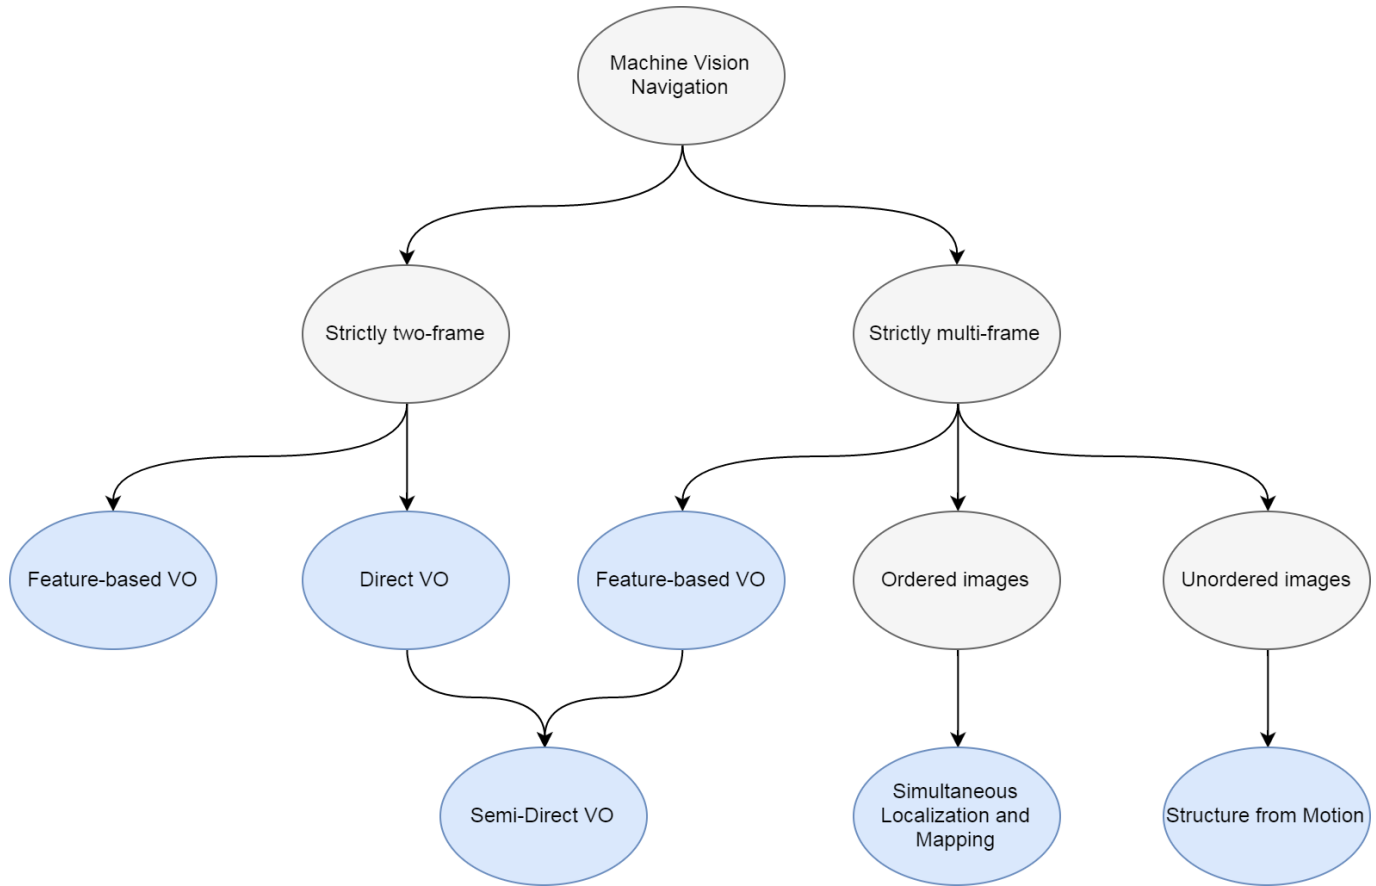 Machine Vision
Navigation
Strictly two-frame
Strictly multi-frame
Feature-based VO
Direct VO
Feature-based VO
Ordered images
Unordered images
Semi-Direct VO
Simultaneous
Localization and
Mapping
Structure from Motion